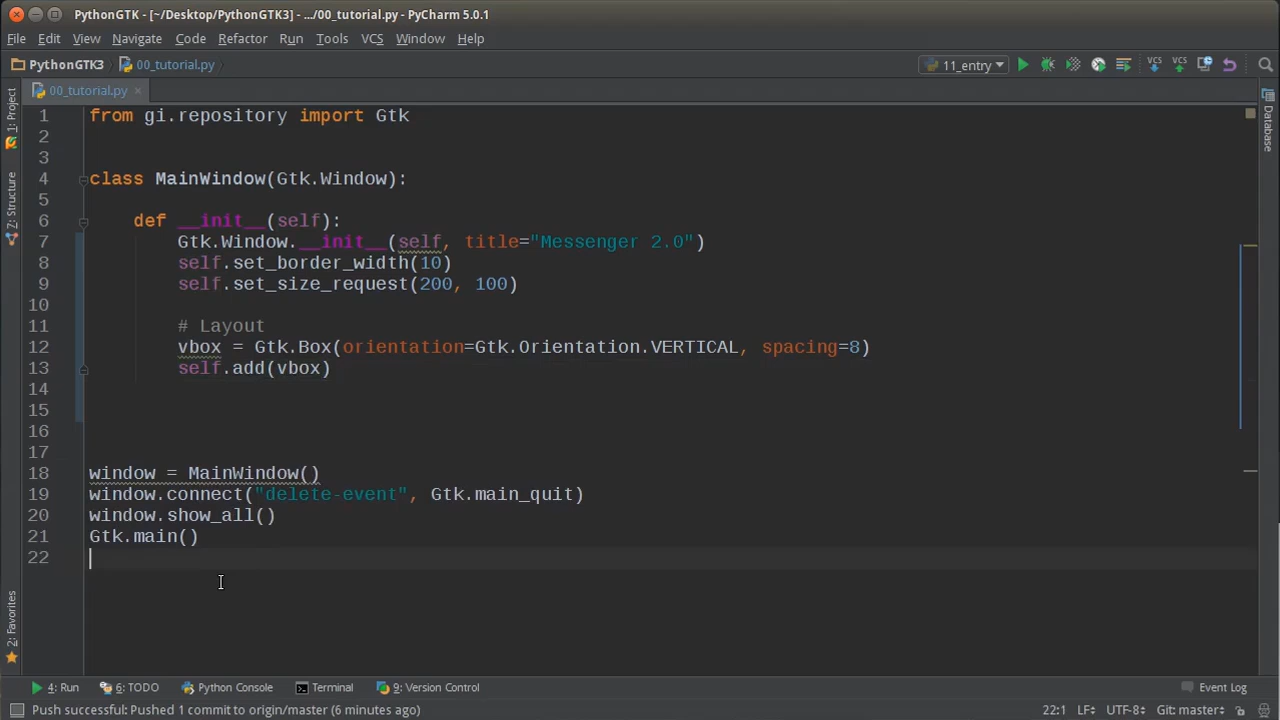 PythonGTK - [~/Desktop/PythonGTK3] - .../00_tutorial.py - PyCharm 5.0.1
File Edit View Navigate Code Refactor Run Tools VCS Window Help
PythonGTK3 00_tutorial.py 11_entry VCS VCS
00_tutorial.py
1: Project
Z: Structure
2: Favorites
Database
1 from gi.repository import Gtk
2
3
4 class MainWindow(Gtk.Window):
5
6     def __init__(self):
7         Gtk.Window.__init__(self, title="Messenger 2.0")
8         self.set_border_width(10)
9         self.set_size_request(200, 100)
10
11         # Layout
12         vbox = Gtk.Box(orientation=Gtk.Orientation.VERTICAL, spacing=8)
13         self.add(vbox)
14
15
16
17
18 window = MainWindow()
19 window.connect("delete-event", Gtk.main_quit)
20 window.show_all()
21 Gtk.main()
22
4: Run 6: TODO Python Console Terminal 9: Version Control Event Log
Push successful: Pushed 1 commit to origin/master (6 minutes ago) 22:1 LF÷ UTF-8÷ Git: master÷